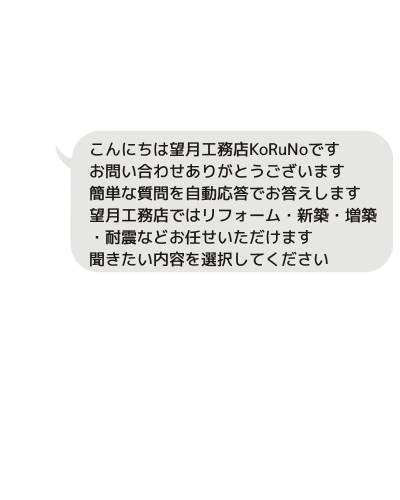 こんにちは望月工務店KoRuNoです
お問い合わせありがとうございます
簡単な質問を自動応答でお答えします
望月工務店ではリフォーム・新築・増築
・耐震などお任せいただけます
聞きたい内容を選択してください